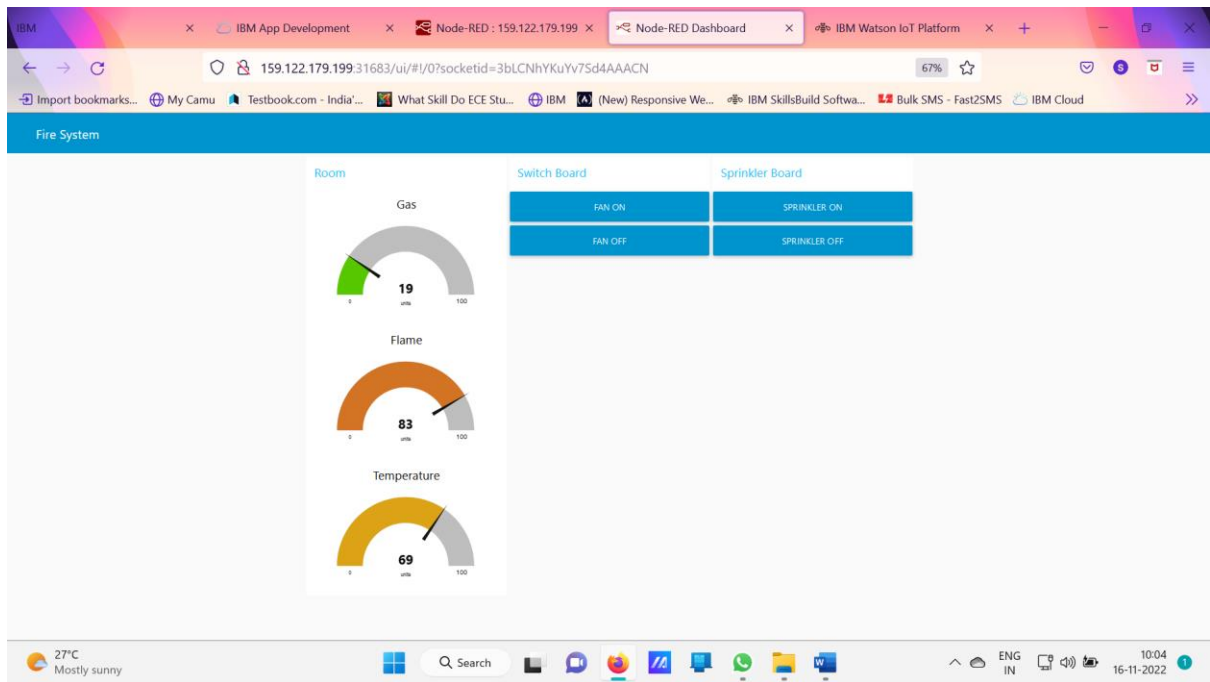 IBM
IBM App Development
Node-RED : 159.122.179.199
Node-RED Dashboard
IBM Watson IoT Platform
159.122.179.199:31683/ui/#!/0?socketid=3bLCNhYKuYv7Sd4AAACN
67%
S
Import bookmarks...
My Camu
Testbook.com - India'...
What Skill Do ECE Stu...
IBM
(New) Responsive We...
IBM SkillsBuild Softwa...
Bulk SMS - Fast2SMS
IBM Cloud
Fire System
Room
Gas
19
units
0
100
Flame
83
units
0
100
Temperature
69
units
0
100
Switch Board
FAN ON
FAN OFF
Sprinkler Board
SPRINKLER ON
SPRINKLER OFF
27°C
Mostly sunny
Search
ENG
IN
10:04
16-11-2022
1